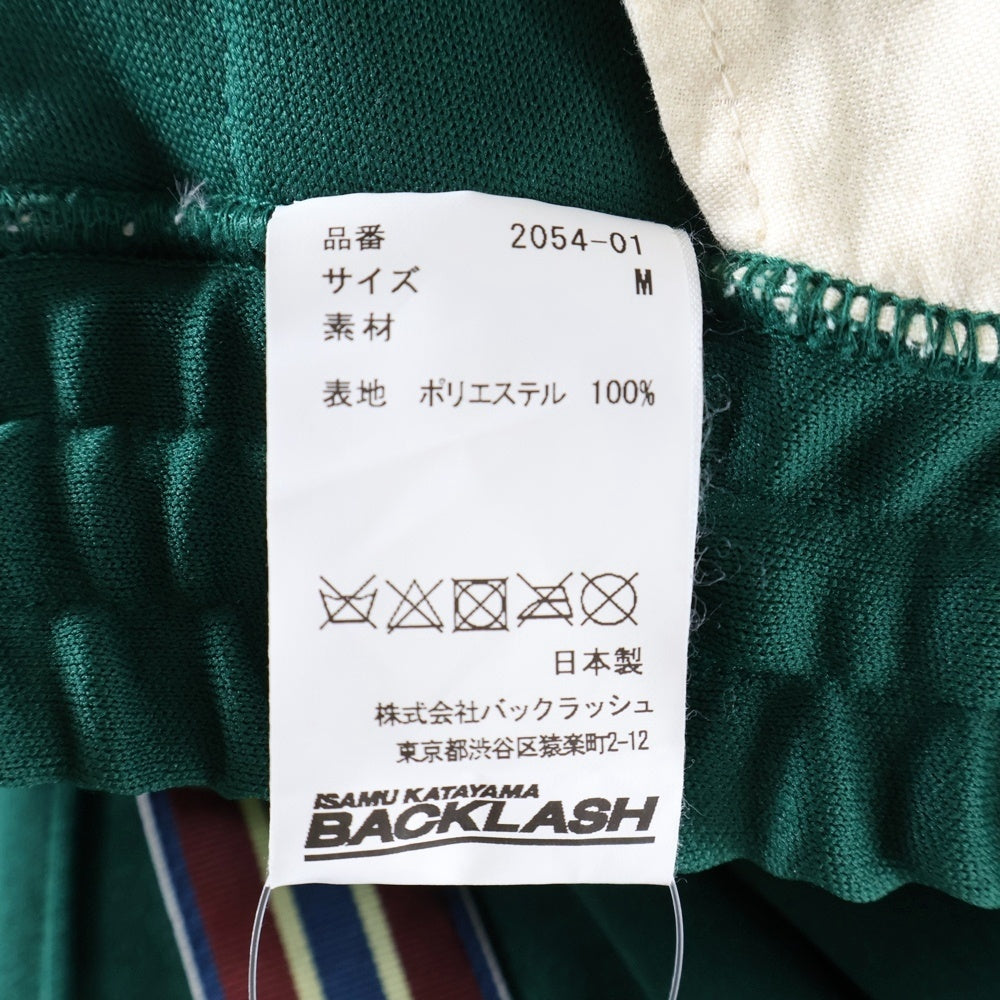 品番 2054-01
サイズ M
素材
表地 ポリエステル 100%
日本製
株式会社バックラッシュ
東京都渋谷区猿楽町2-12
ISAMU KATAYAMA
BACKLASH